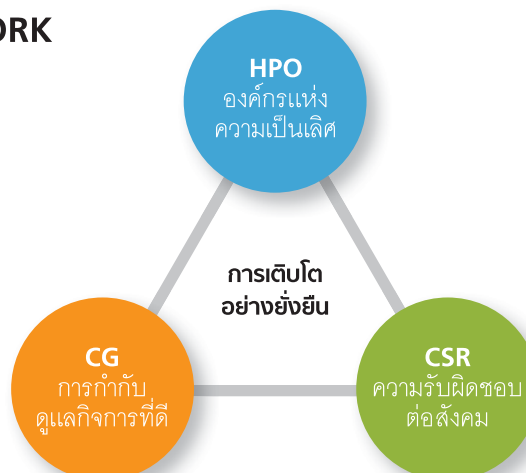 ORK
HPO
องค์กรแห่ง
ความเป็นเลิศ
การเติบโต
อย่างยั่งยืน
CG
การกำกับ
ดูแลกิจการที่ดี
CSR
ความรับผิดชอบ
ต่อสังคม